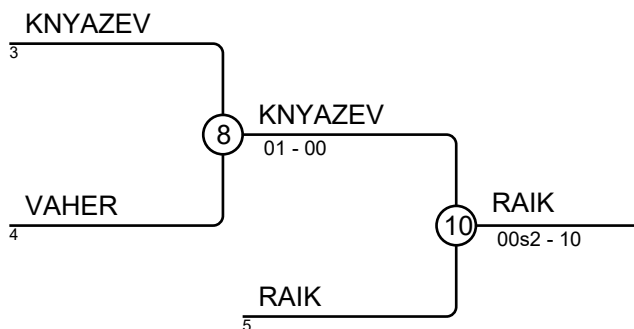 KNYAZEV
3
8
KNYAZEV
01 - 00
VAHER
4
10
RAIK
00s2 - 10
RAIK
5